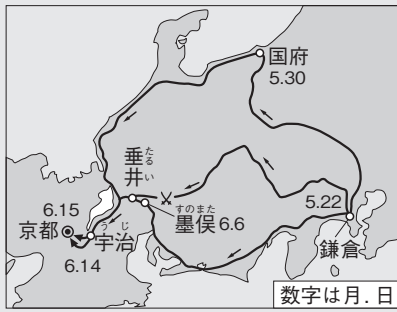 国府
5.30
垂井
たるい
墨俣 6.6
すのまた
5.22
鎌倉
6.15
京都
宇治
うじ
6.14
数字は月.日